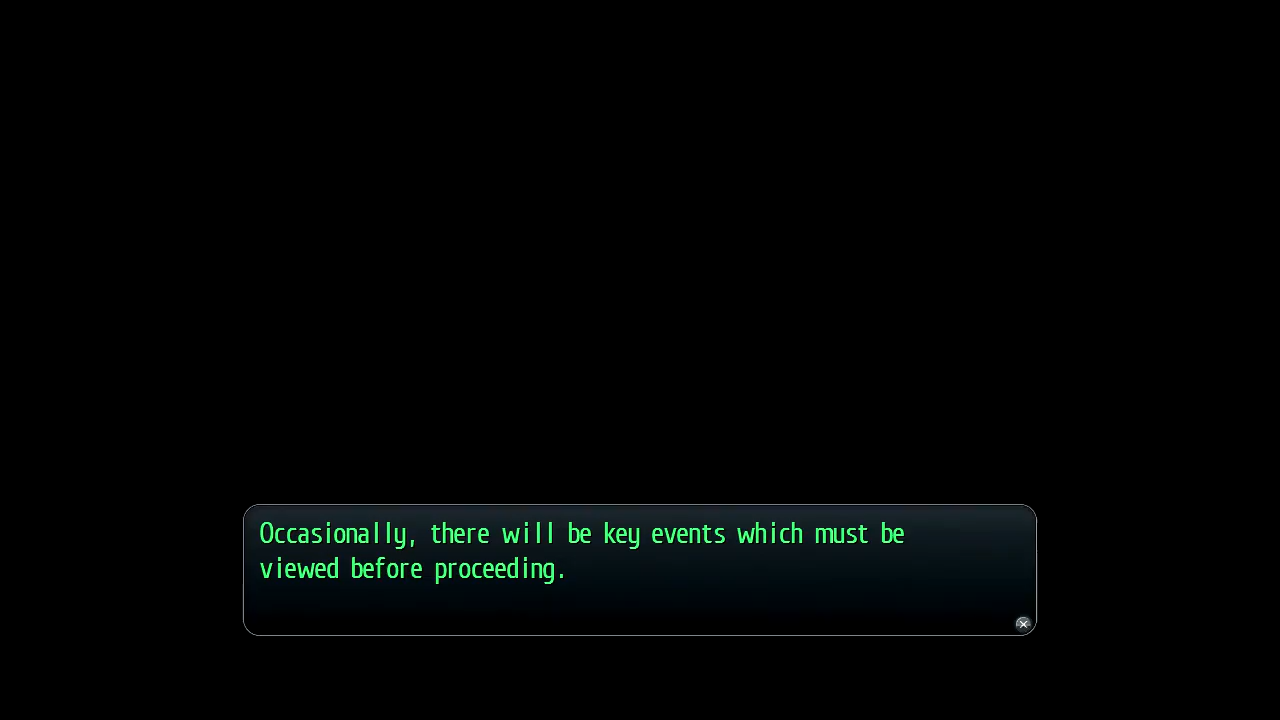 Occasionally, there will be key events which must be
viewed before proceeding.